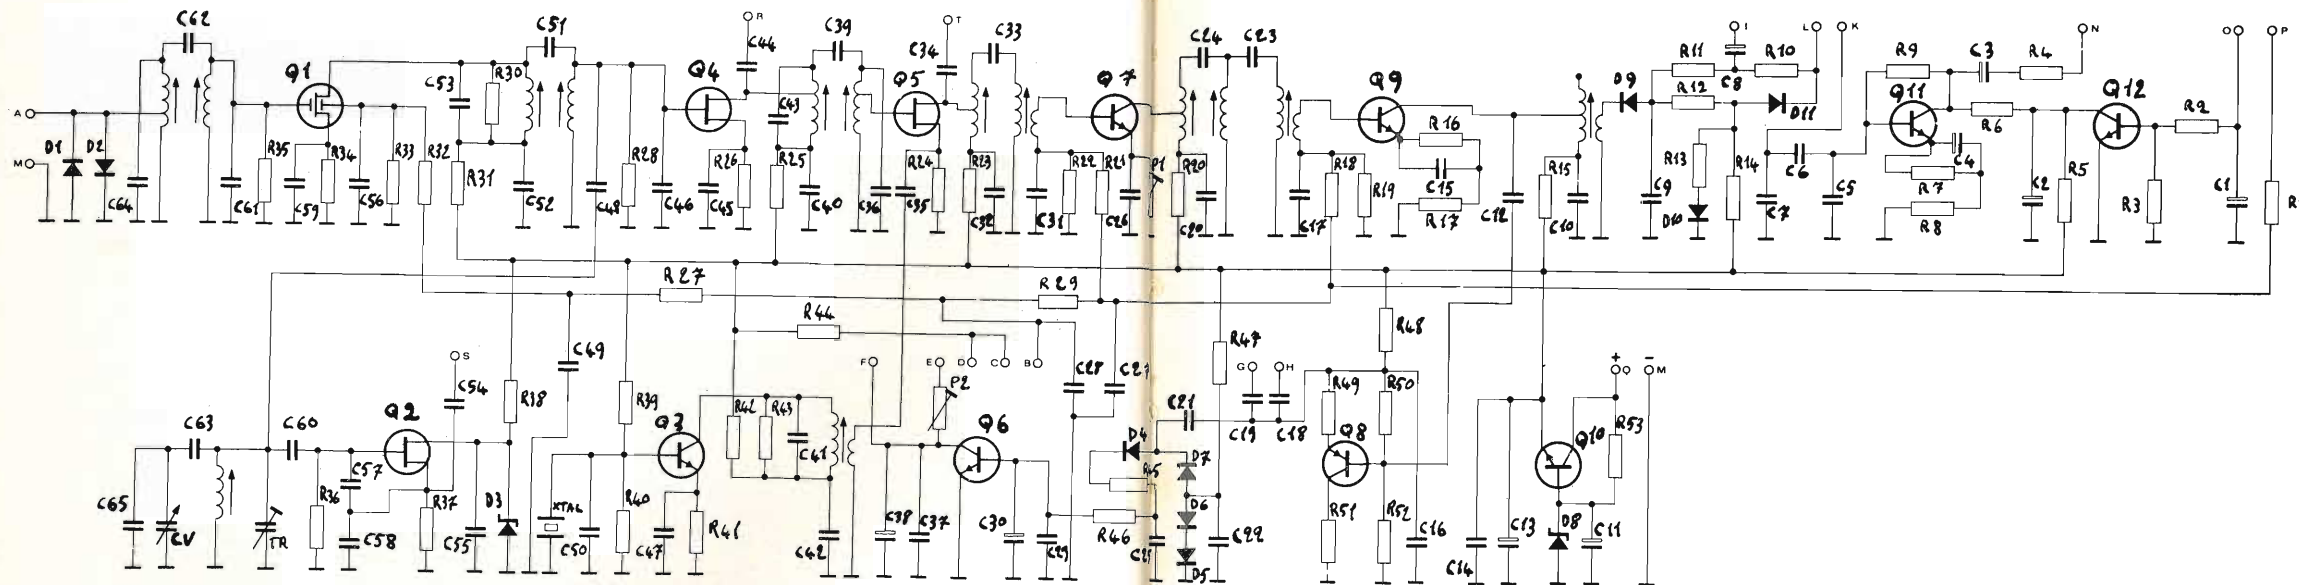 C62 C51 R C39 T C33 C24 C23 I L K N O P
C53 R30 C44 C34 R11 R10 R9 C3 R4
Q1 Q4 Q5 Q7 Q9 D9 C8 Q11 Q12
A C43 R16 R12 D11 R6 R2
M D1 D2 R35 R34 R33 R32 R28 R26 R25 R24 R23 R22 R21 P1 R20 R18 C15 R15 R13 R14 C6 C4 R5
R31 R19 C9 C5 R7 C2 R3 C1
C64 C61 C59 C56 C52 C48 C46 C45 C40 C36 C35 C32 C31 C26 C20 C17 R17 C12 C10 D10 C7 R8
R27 R29
R44 R48
C49 R47
S F E D C B G H + Q - M
C54 R38 R39 P2 C28 R49 R50
C63 C60 Q2 Q3 R42 R43 Q6 C21 C19 C18 Q8 Q10 R53
C57 C41 D4 D7 R45
C65 CV TR R36 C58 R37 C55 D3 XTAL C50 R40 C47 R41 C42 C38 C37 C30 C29 R46 D6 D5 C22 R51 R52 C16 C14 C13 D8 C11